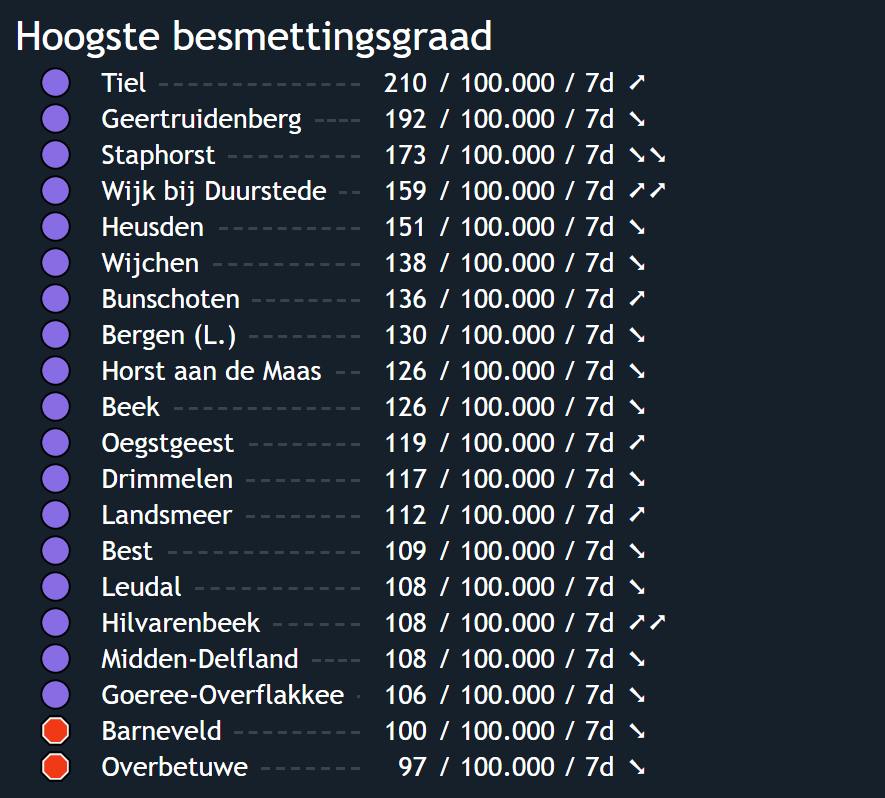 Hoogste besmettingsgraad
Tiel 210 / 100.000 / 7d ➚
Geertruidenberg 192 / 100.000 / 7d ➘
Staphorst 173 / 100.000 / 7d ➘➘
Wijk bij Duurstede 159 / 100.000 / 7d ➚➚
Heusden 151 / 100.000 / 7d ➘
Wijchen 138 / 100.000 / 7d ➘
Bunschoten 136 / 100.000 / 7d ➚
Bergen (L.) 130 / 100.000 / 7d ➘
Horst aan de Maas 126 / 100.000 / 7d ➘
Beek 126 / 100.000 / 7d ➘
Oegstgeest 119 / 100.000 / 7d ➚
Drimmelen 117 / 100.000 / 7d ➘
Landsmeer 112 / 100.000 / 7d ➚
Best 109 / 100.000 / 7d ➘
Leudal 108 / 100.000 / 7d ➘
Hilvarenbeek 108 / 100.000 / 7d ➚➚
Midden-Delfland 108 / 100.000 / 7d ➘
Goeree-Overflakkee 106 / 100.000 / 7d ➘
Barneveld 100 / 100.000 / 7d ➘
Overbetuwe 97 / 100.000 / 7d ➘